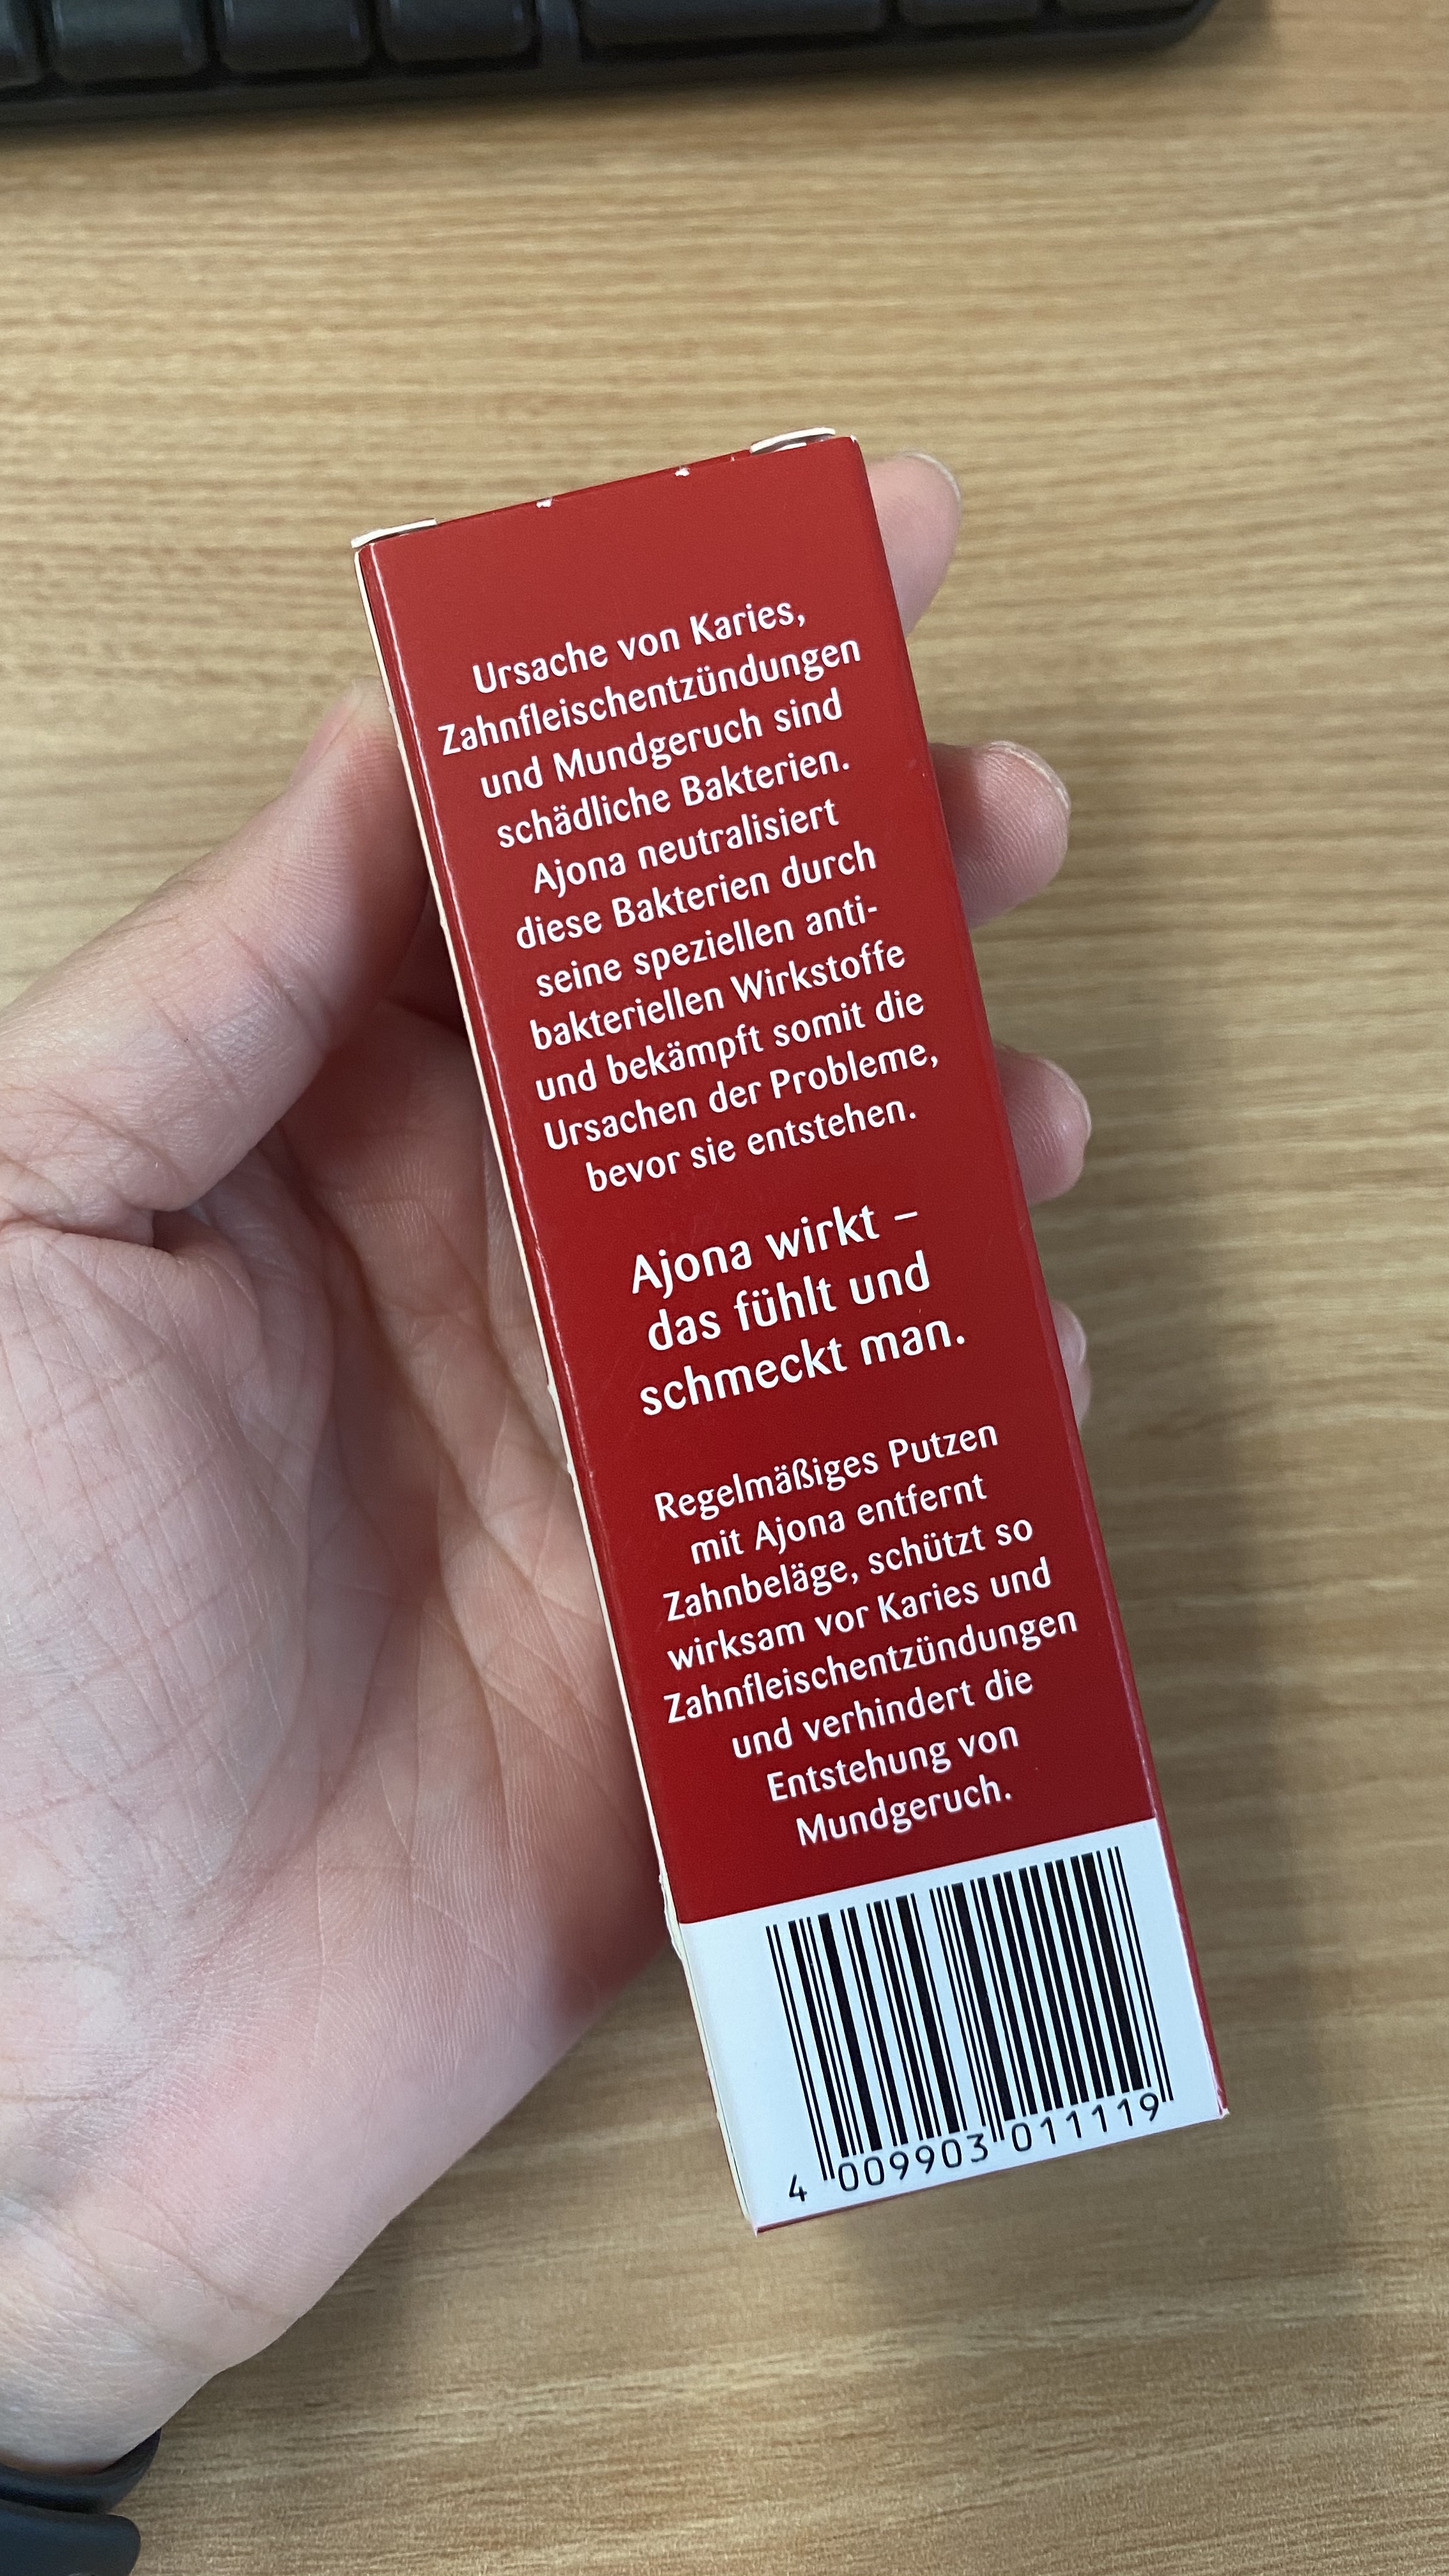 Ursache von Karies,
Zahnfleischentzündungen
und Mundgeruch sind
schädliche Bakterien.
Ajona neutralisiert
diese Bakterien durch
seine speziellen anti-
bakteriellen Wirkstoffe
und bekämpft somit die
Ursachen der Probleme,
bevor sie entstehen.
Ajona wirkt –
das fühlt und
schmeckt man.
Regelmäßiges Putzen
mit Ajona entfernt
Zahnbeläge, schützt so
wirksam vor Karies und
Zahnfleischentzündungen
und verhindert die
Entstehung von
Mundgeruch.
4 009903 011119